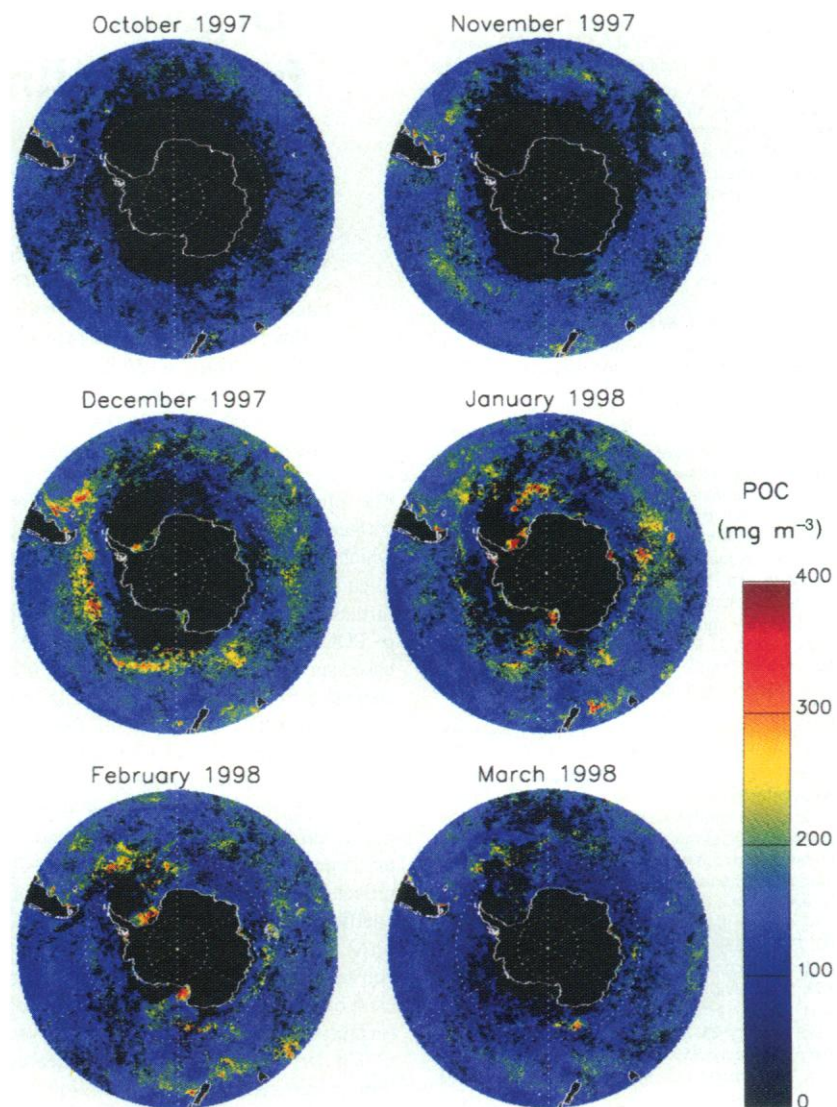 October 1997
November 1997
December 1997
January 1998
February 1998
March 1998
POC
(mg m⁻³)
400
300
200
100
0